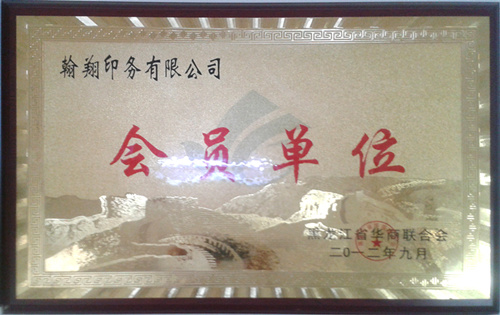 翰翔印务有限公司
会员单位
黑龙江省华商联合会
二〇一二年九月